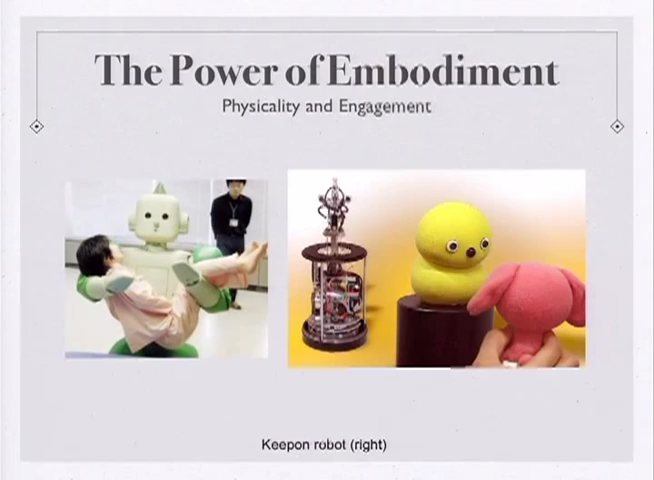 The Power of Embodiment
Physicality and Engagement
Keepon robot (right)